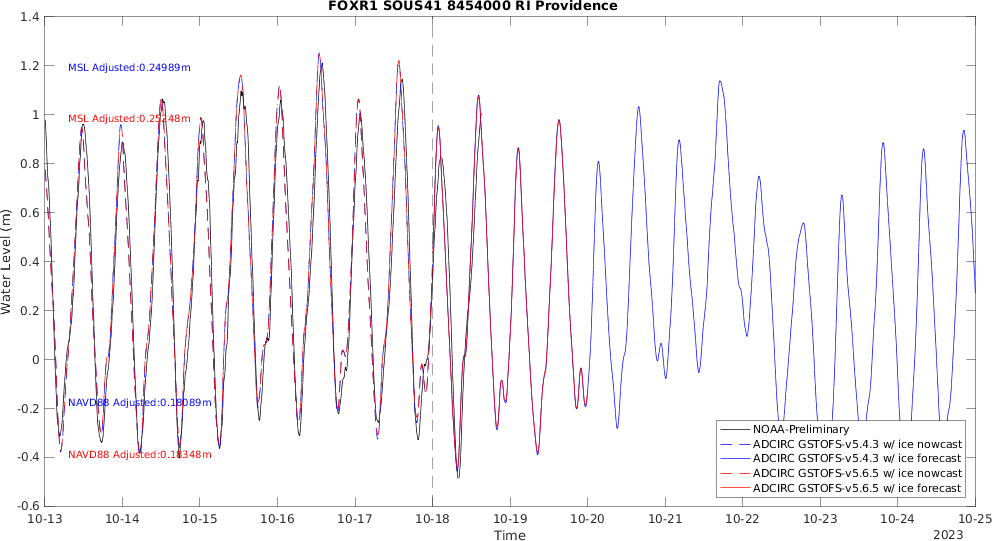 FOXR1 SOUS41 8454000 RI Providence
1.4
1.2
1
0.8
0.6
0.4
0.2
0
-0.2
-0.4
-0.6
Water Level (m)
MSL Adjusted:0.24989m
MSL Adjusted:0.25248m
NAVD88 Adjusted:0.18089m
NAVD88 Adjusted:0.18348m
NOAA-Preliminary
ADCIRC GSTOFS-v5.4.3 w/ ice nowcast
ADCIRC GSTOFS-v5.4.3 w/ ice forecast
ADCIRC GSTOFS-v5.6.5 w/ ice nowcast
ADCIRC GSTOFS-v5.6.5 w/ ice forecast
10-13 10-14 10-15 10-16 10-17 10-18 10-19 10-20 10-21 10-22 10-23 10-24 10-25
Time
2023